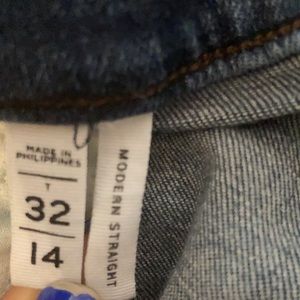 MADE IN
PHILIPPINES
T
32
14
MODERN STRAIGHT